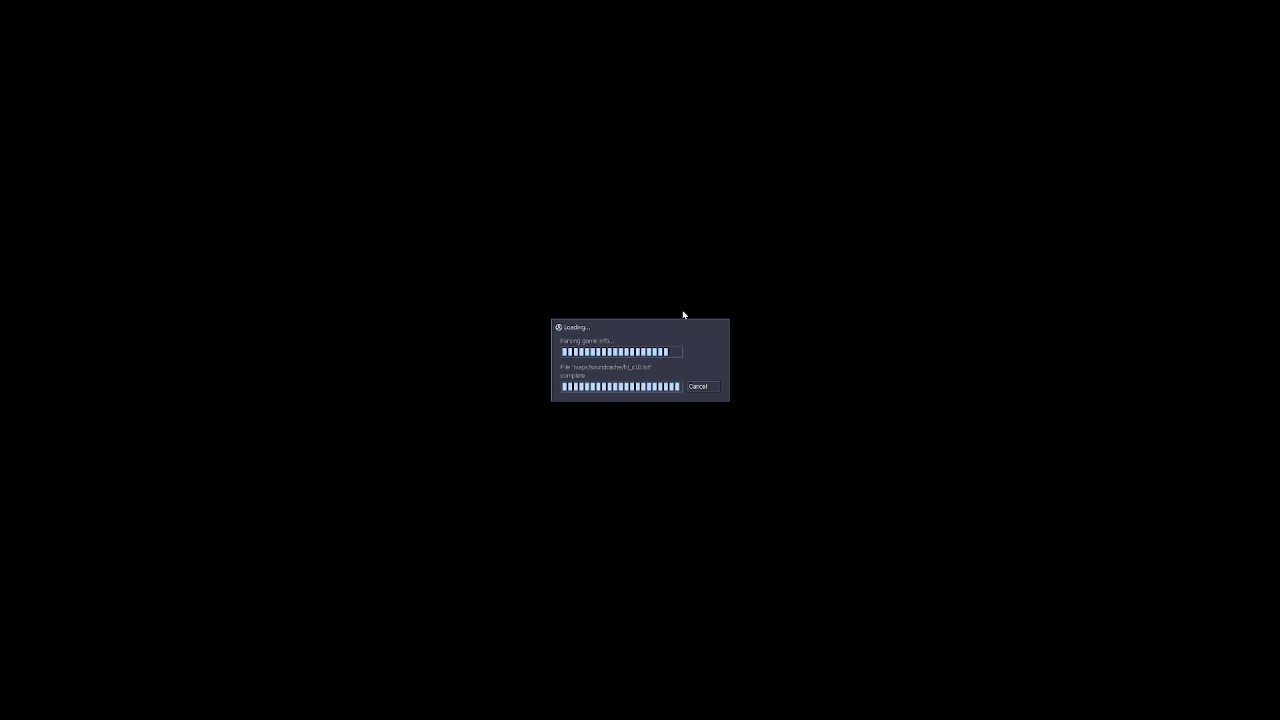 Loading...
Parsing game info...
File 'maps/soundcache/hl_c10.txt'
complete
Cancel